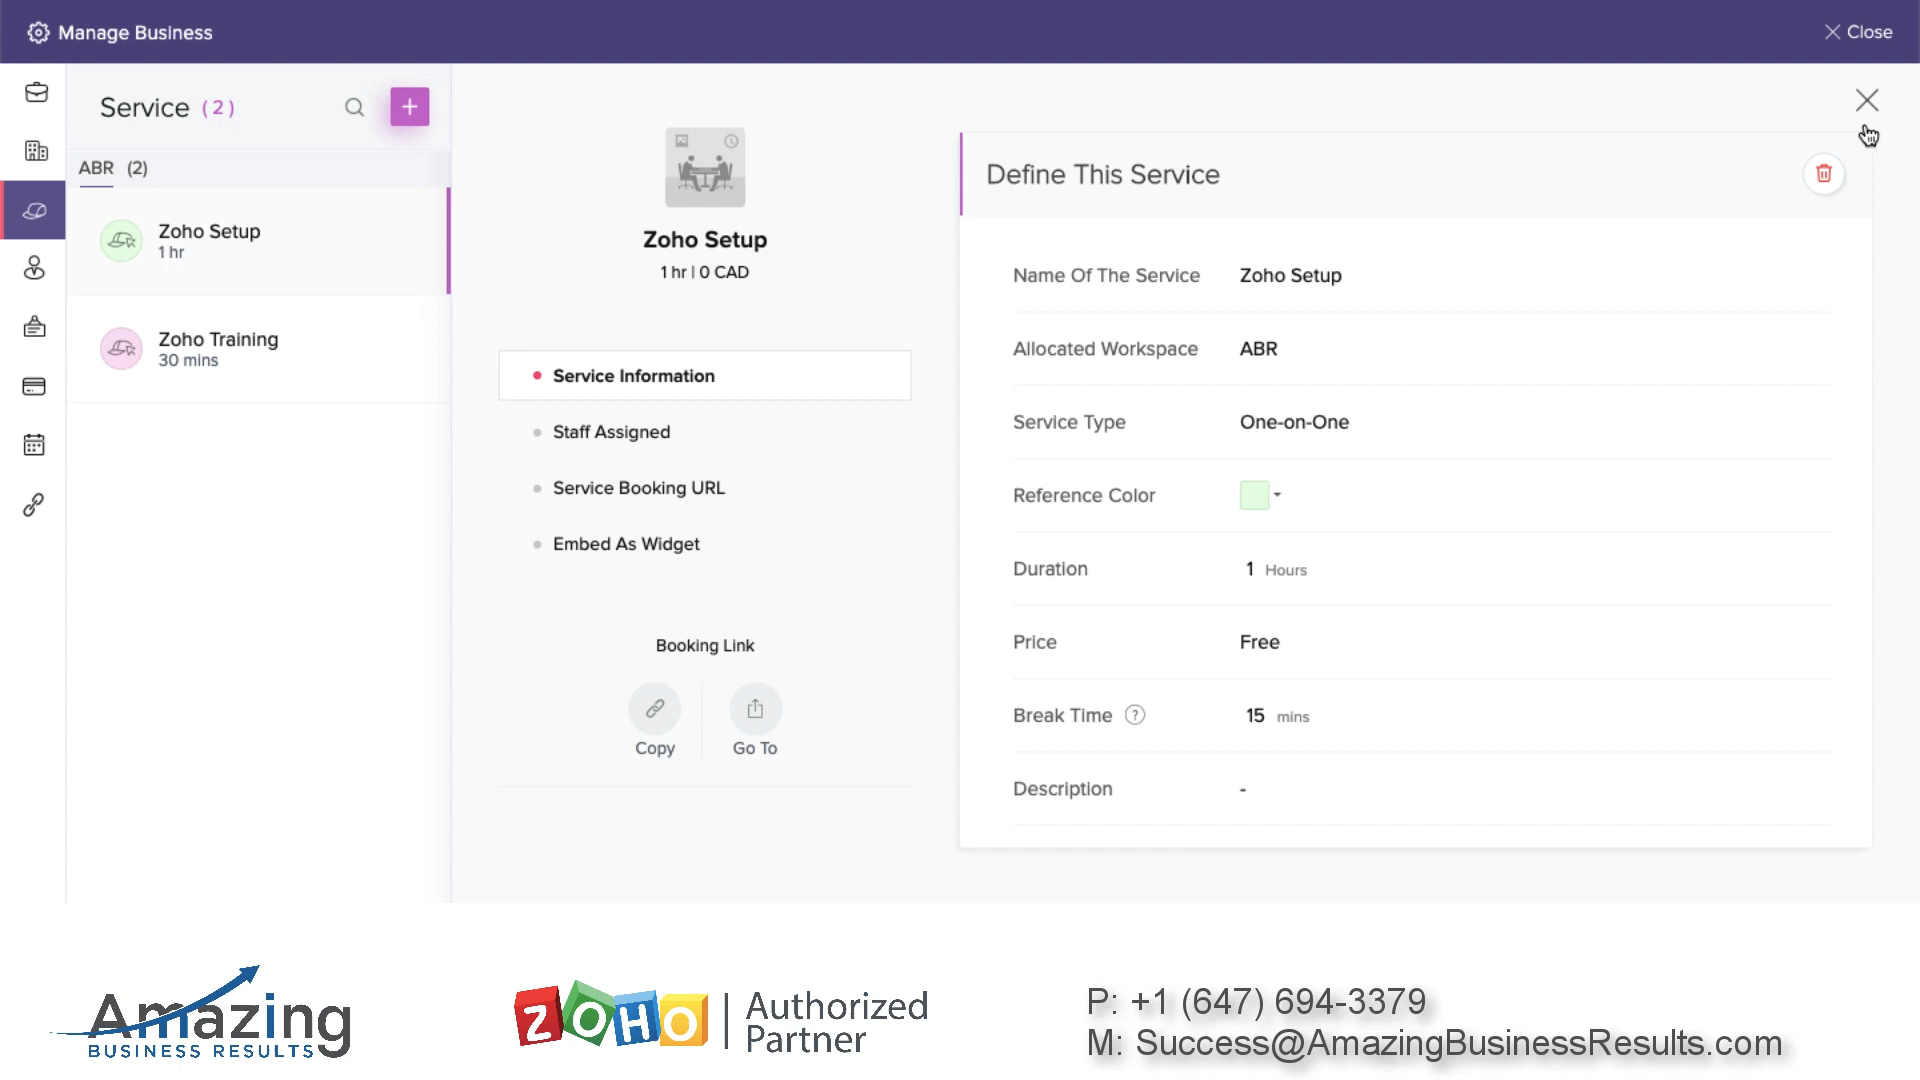 Manage Business
Close
Service ( 2 )
+
ABR (2)
Zoho Setup
1 hr
Zoho Training
30 mins
Zoho Setup
1 hr | 0 CAD
Service Information
Staff Assigned
Service Booking URL
Embed As Widget
Booking Link
Copy
Go To
Define This Service
Name Of The Service Zoho Setup
Allocated Workspace ABR
Service Type One-on-One
Reference Color
Duration 1 Hours
Price Free
Break Time ? 15 mins
Description -
Amazing
BUSINESS RESULTS
ZOHO
Authorized
Partner
P: +1 (647) 694-3379
M: Success@AmazingBusinessResults.com